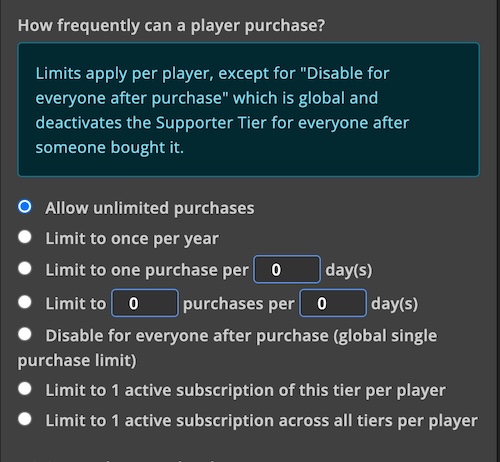 How frequently can a player purchase?
Limits apply per player, except for "Disable for
everyone after purchase" which is global and
deactivates the Supporter Tier for everyone after
someone bought it.
Allow unlimited purchases
Limit to once per year
Limit to one purchase per 0 day(s)
Limit to 0 purchases per 0 day(s)
Disable for everyone after purchase (global single
purchase limit)
Limit to 1 active subscription of this tier per player
Limit to 1 active subscription across all tiers per player